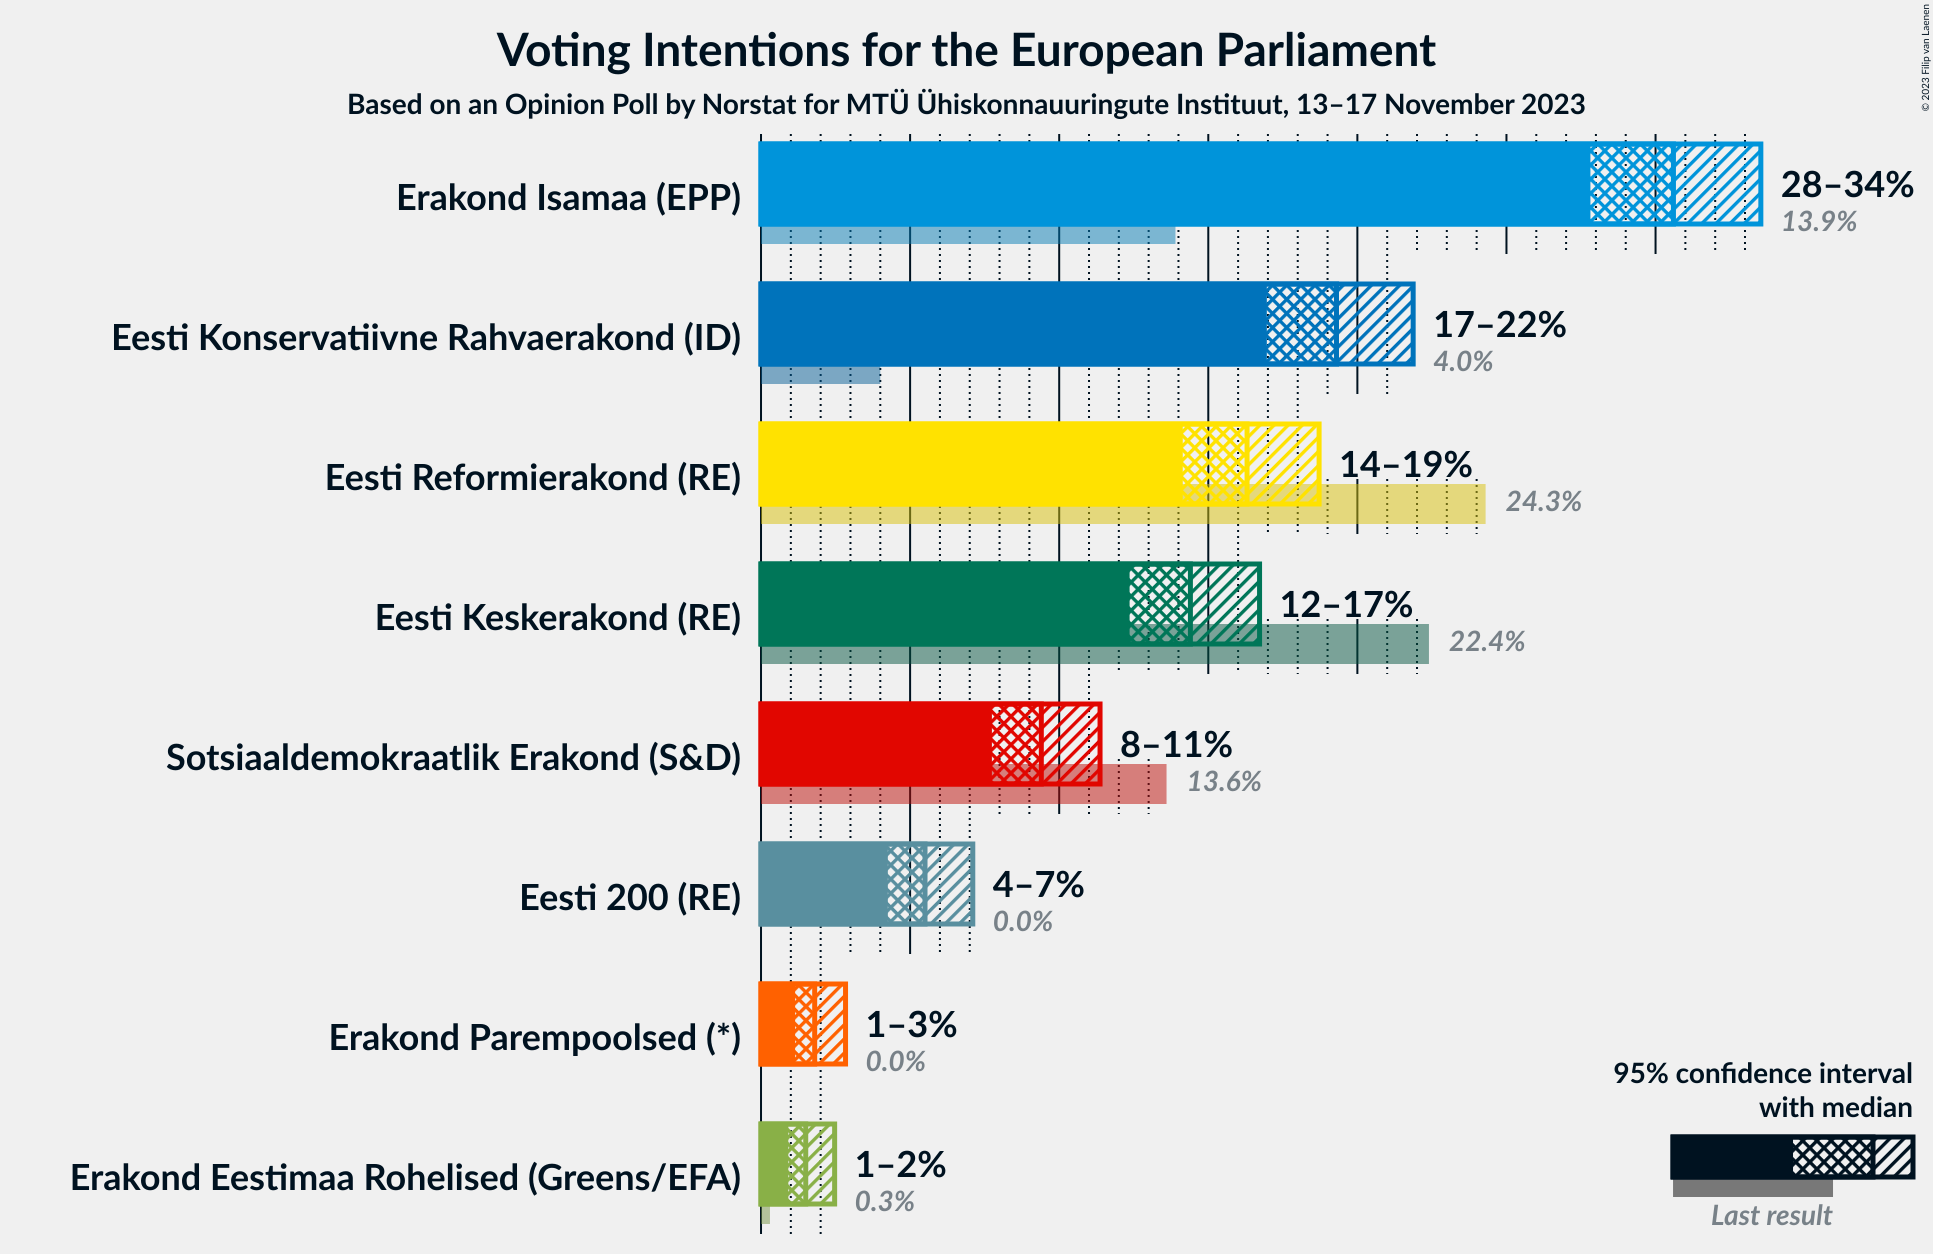 Voting Intentions for the European Parliament
Based on an Opinion Poll by Norstat for MTÜ Ühiskonnauuringute Instituut, 13–17 November 2023
© 2023 Filip van Laenen
Erakond Isamaa (EPP)
28–34%
13.9%
Eesti Konservatiivne Rahvaerakond (ID)
17–22%
4.0%
Eesti Reformierakond (RE)
14–19%
24.3%
Eesti Keskerakond (RE)
12–17%
22.4%
Sotsiaaldemokraatlik Erakond (S&D)
8–11%
13.6%
Eesti 200 (RE)
4–7%
0.0%
Erakond Parempoolsed (*)
1–3%
0.0%
Erakond Eestimaa Rohelised (Greens/EFA)
1–2%
0.3%
95% confidence interval
with median
Last result